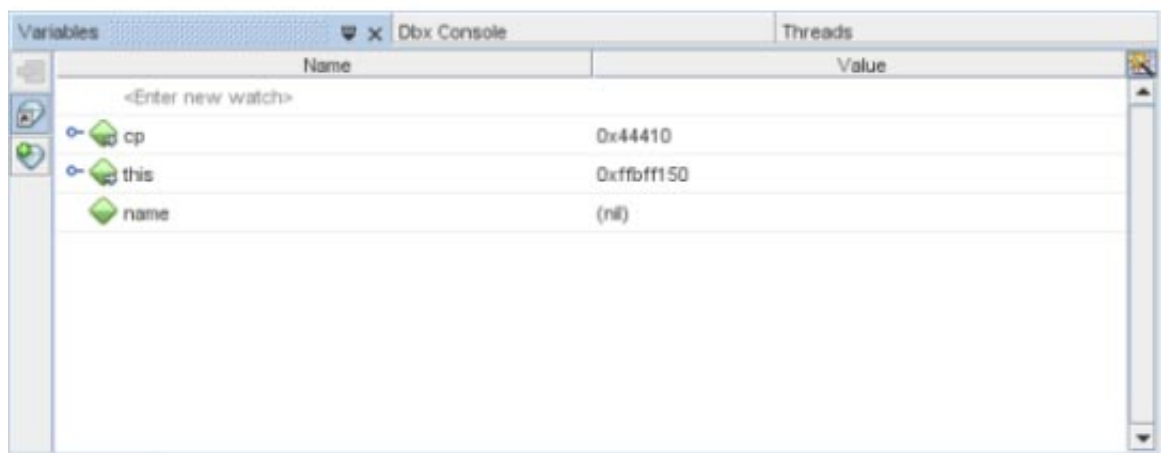 Variables Dbx Console Threads
Name Value
<Enter new watch>
cp 0x44410
this 0xffbff150
name (nil)